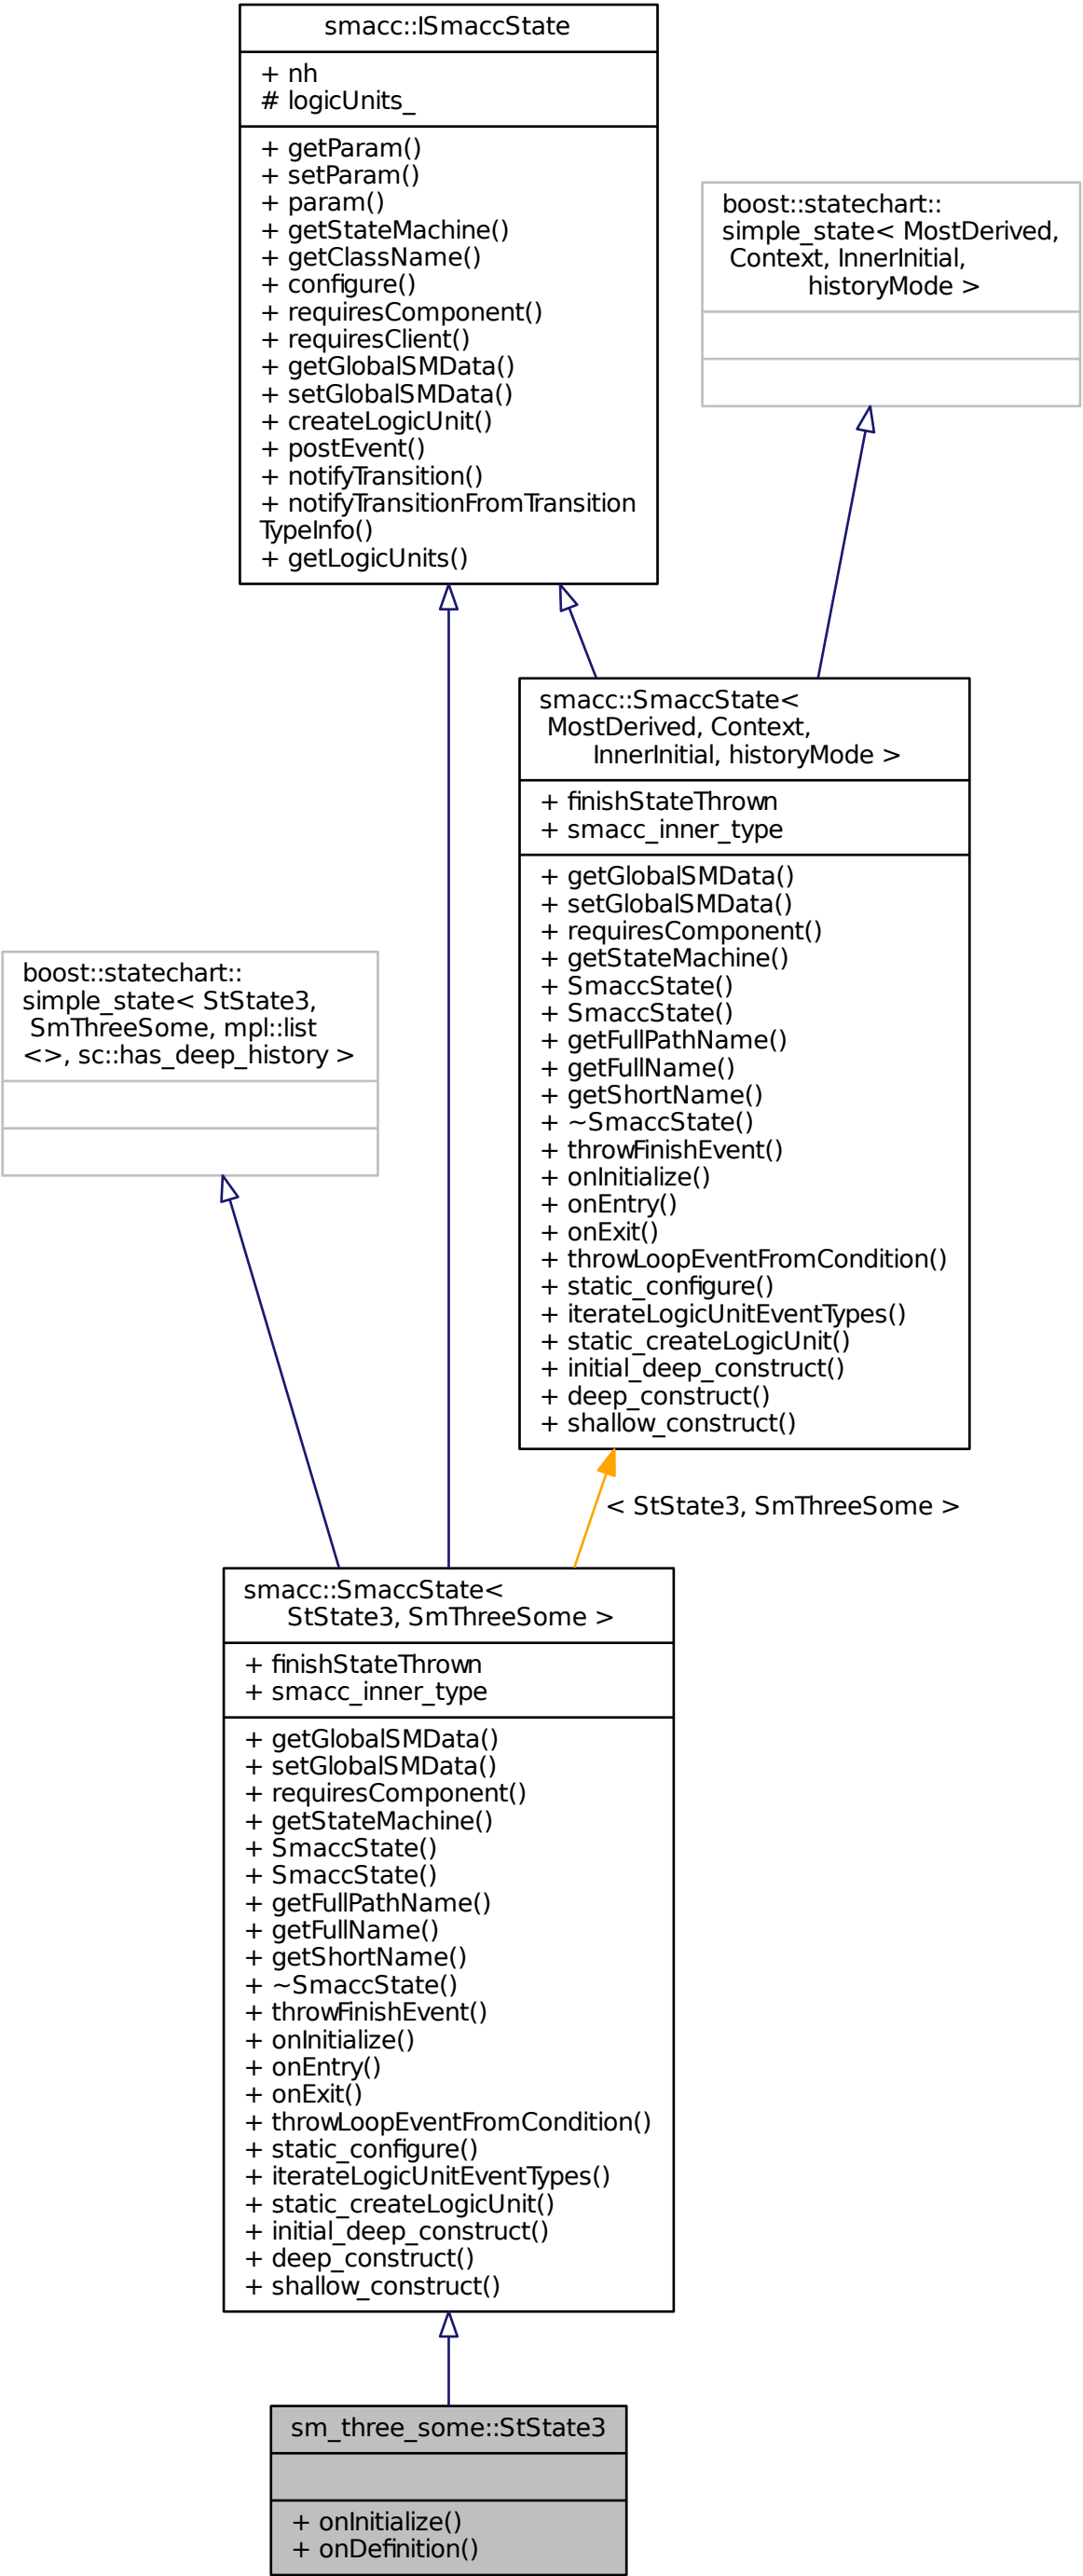 smacc::ISmaccState
+ nh
# logicUnits_
+ getParam()
+ setParam()
+ param()
+ getStateMachine()
+ getClassName()
+ configure()
+ requiresComponent()
+ requiresClient()
+ getGlobalSMData()
+ setGlobalSMData()
+ createLogicUnit()
+ postEvent()
+ notifyTransition()
+ notifyTransitionFromTransition
TypeInfo()
+ getLogicUnits()
boost::statechart::
simple_state< MostDerived,
Context, InnerInitial,
historyMode >
smacc::SmaccState<
MostDerived, Context,
InnerInitial, historyMode >
+ finishStateThrown
+ smacc_inner_type
+ getGlobalSMData()
+ setGlobalSMData()
+ requiresComponent()
+ getStateMachine()
+ SmaccState()
+ SmaccState()
+ getFullPathName()
+ getFullName()
+ getShortName()
+ ~SmaccState()
+ throwFinishEvent()
+ onInitialize()
+ onEntry()
+ onExit()
+ throwLoopEventFromCondition()
+ static_configure()
+ iterateLogicUnitEventTypes()
+ static_createLogicUnit()
+ initial_deep_construct()
+ deep_construct()
+ shallow_construct()
boost::statechart::
simple_state< StState3,
SmThreeSome, mpl::list
<>, sc::has_deep_history >
< StState3, SmThreeSome >
smacc::SmaccState<
StState3, SmThreeSome >
+ finishStateThrown
+ smacc_inner_type
+ getGlobalSMData()
+ setGlobalSMData()
+ requiresComponent()
+ getStateMachine()
+ SmaccState()
+ SmaccState()
+ getFullPathName()
+ getFullName()
+ getShortName()
+ ~SmaccState()
+ throwFinishEvent()
+ onInitialize()
+ onEntry()
+ onExit()
+ throwLoopEventFromCondition()
+ static_configure()
+ iterateLogicUnitEventTypes()
+ static_createLogicUnit()
+ initial_deep_construct()
+ deep_construct()
+ shallow_construct()
sm_three_some::StState3
+ onInitialize()
+ onDefinition()